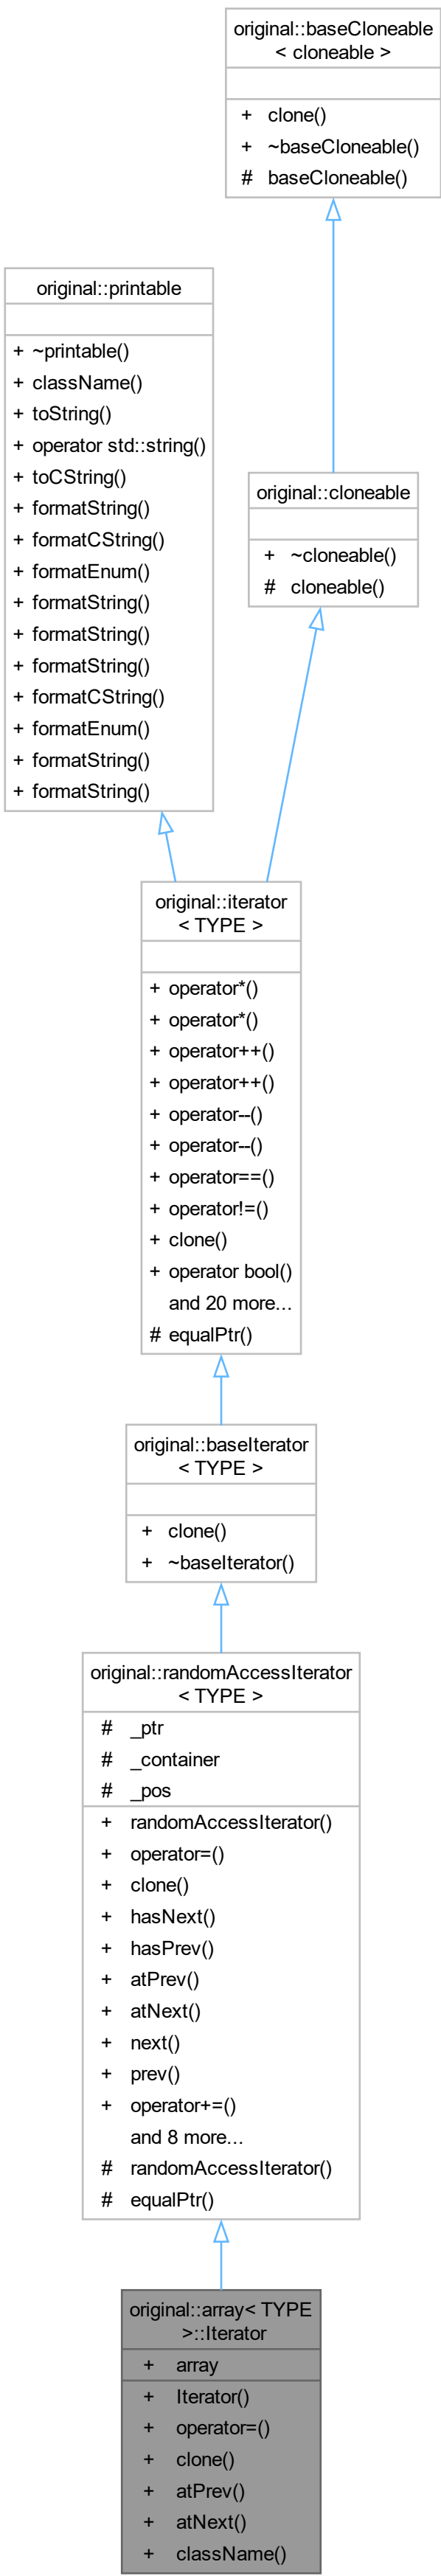 original::baseCloneable
< cloneable >
+ clone()
+ ~baseCloneable()
# baseCloneable()
original::printable
+ ~printable()
+ className()
+ toString()
+ operator std::string()
+ toCString()
+ formatString()
+ formatCString()
+ formatEnum()
+ formatString()
+ formatString()
+ formatString()
+ formatCString()
+ formatEnum()
+ formatString()
+ formatString()
original::cloneable
+ ~cloneable()
# cloneable()
original::iterator
< TYPE >
+ operator*()
+ operator*()
+ operator++()
+ operator++()
+ operator--()
+ operator--()
+ operator==()
+ operator!=()
+ clone()
+ operator bool()
and 20 more...
# equalPtr()
original::baseIterator
< TYPE >
+ clone()
+ ~baseIterator()
original::randomAccessIterator
< TYPE >
# _ptr
# _container
# _pos
+ randomAccessIterator()
+ operator=()
+ clone()
+ hasNext()
+ hasPrev()
+ atPrev()
+ atNext()
+ next()
+ prev()
+ operator+=()
and 8 more...
# randomAccessIterator()
# equalPtr()
original::array< TYPE
>::Iterator
+ array
+ Iterator()
+ operator=()
+ clone()
+ atPrev()
+ atNext()
+ className()